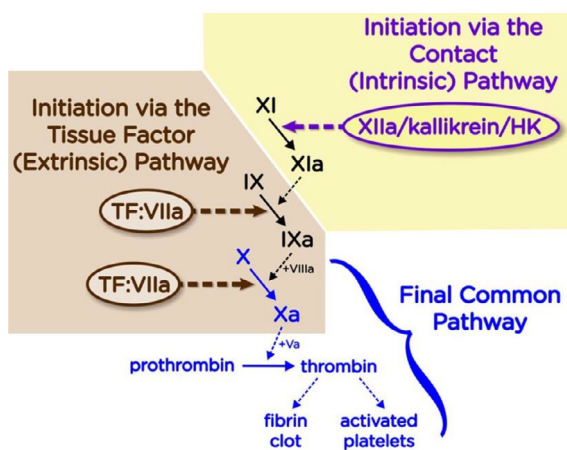 Initiation via the
Contact
(Intrinsic) Pathway
XIIa/kallikrein/HK
Initiation via the
Tissue Factor
(Extrinsic) Pathway
XI
XIa
IX
TF:VIIa
IXa
+VIIIa
X
TF:VIIa
Xa
+Va
Final Common
Pathway
prothrombin
thrombin
fibrin
clot
activated
platelets